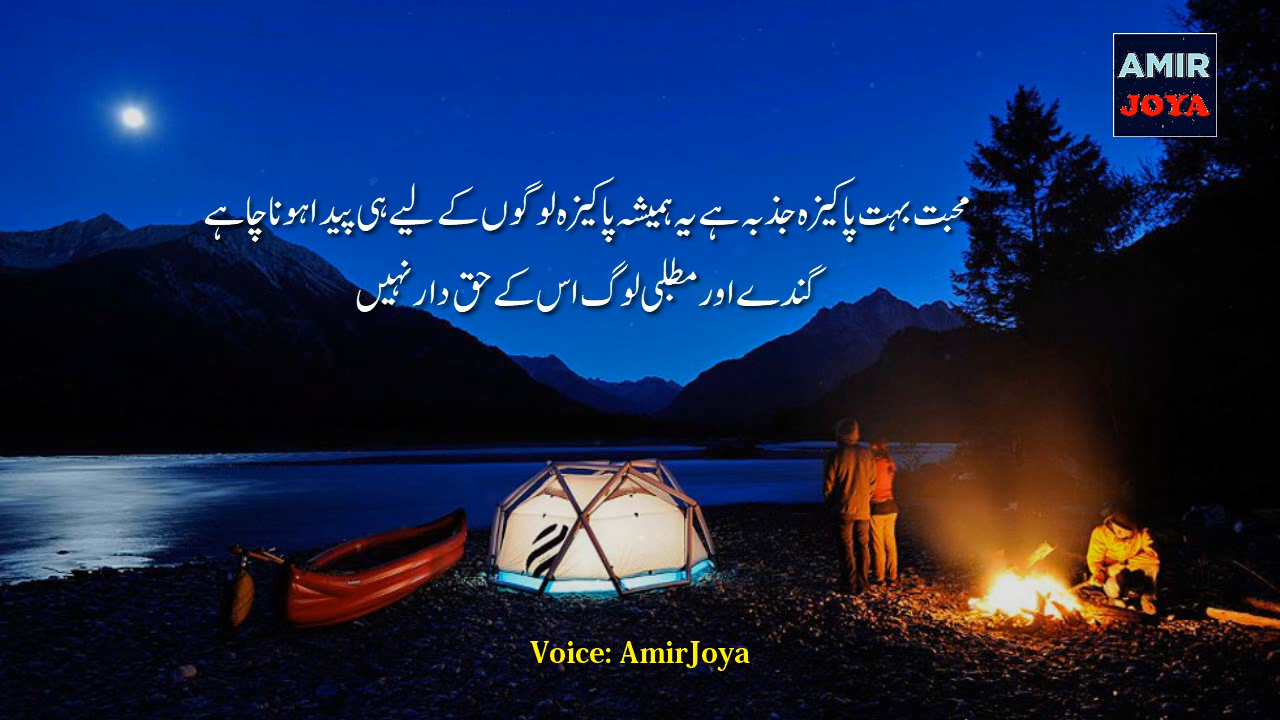 AMIR
JOYA
محبت بہت پاکیزہ جذبہ ہے یہ ہمیشہ پاکیزہ لوگوں کے لیے ہی پیدا ہونا چاہے
گندے اور مطلبی لوگ اس کے حق دار نہیں
Voice: AmirJoya